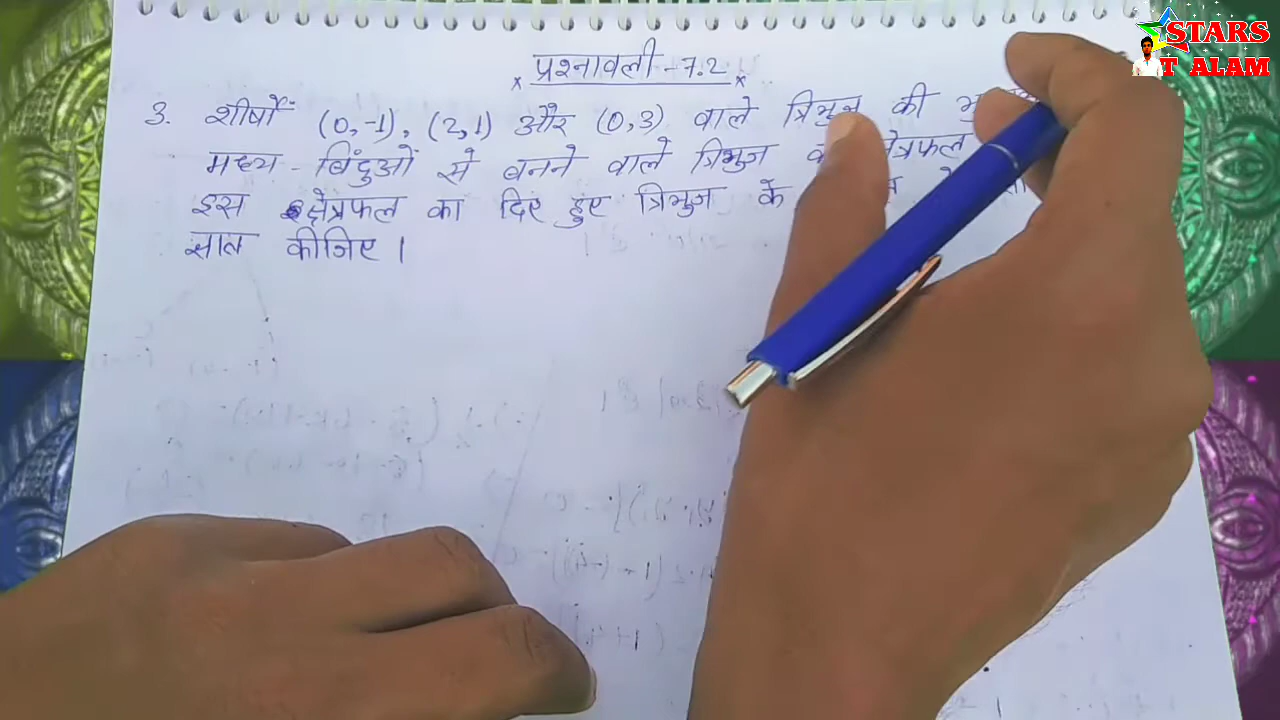 STARS
T ALAM
प्रश्नावली - 7.2
3. शीर्षों (0,-1), (2,1) और (0,3) वाले त्रिभुज की
मध्य - बिंदुओं से बनने वाले त्रिभुज
इस क्षेत्रफल का दिए हुए त्रिभुज के
ज्ञात कीजिए।